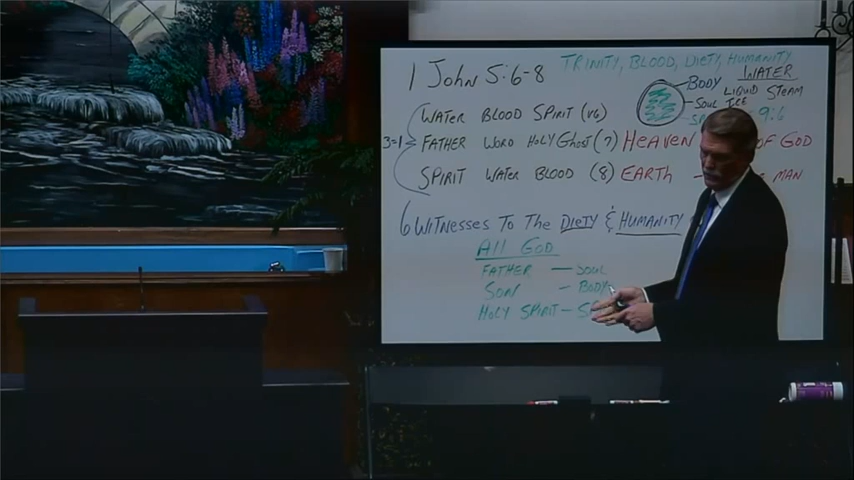 1 JOHN 5:6-8
TRINITY, BLOOD, DIETY, HUMANITY
WATER
BODY LIQUID STEAM
SOUL ICE
9:6
WATER BLOOD SPIRIT (V6)
3=1 FATHER WORD HOLY GHOST (7) HEAVEN OF GOD
SPIRIT WATER BLOOD (8) EARTH — MAN
6 WITNESSES TO THE DIETY & HUMANITY
ALL GOD
FATHER — SOUL
SON — BODY
HOLY SPIRIT —